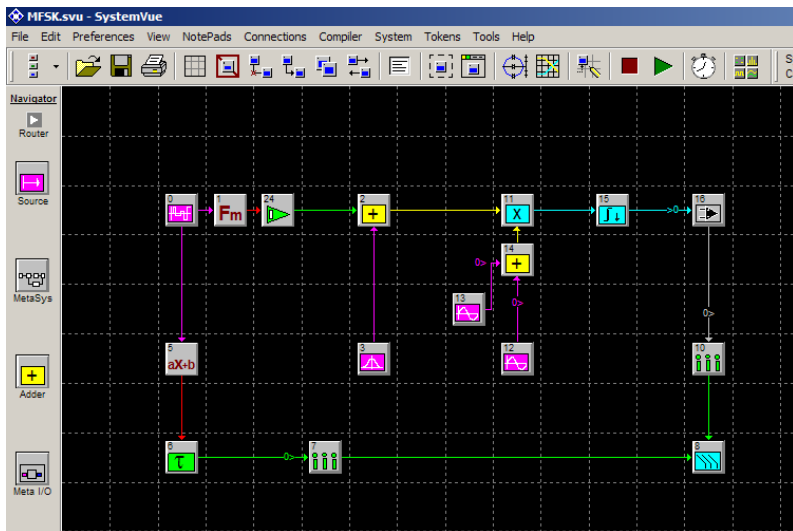 MFSK.svu - SystemVue
File Edit Preferences View NotePads Connections Compiler System Tokens Tools Help
S
C
Navigator
Router
Source
MetaSys
Adder
Meta I/O
0 1 24 2 11 15 16
Fm + X >0
14
0> +
13 0> 0>
5 3 12 10
aX+b
6 7 8
τ 0>